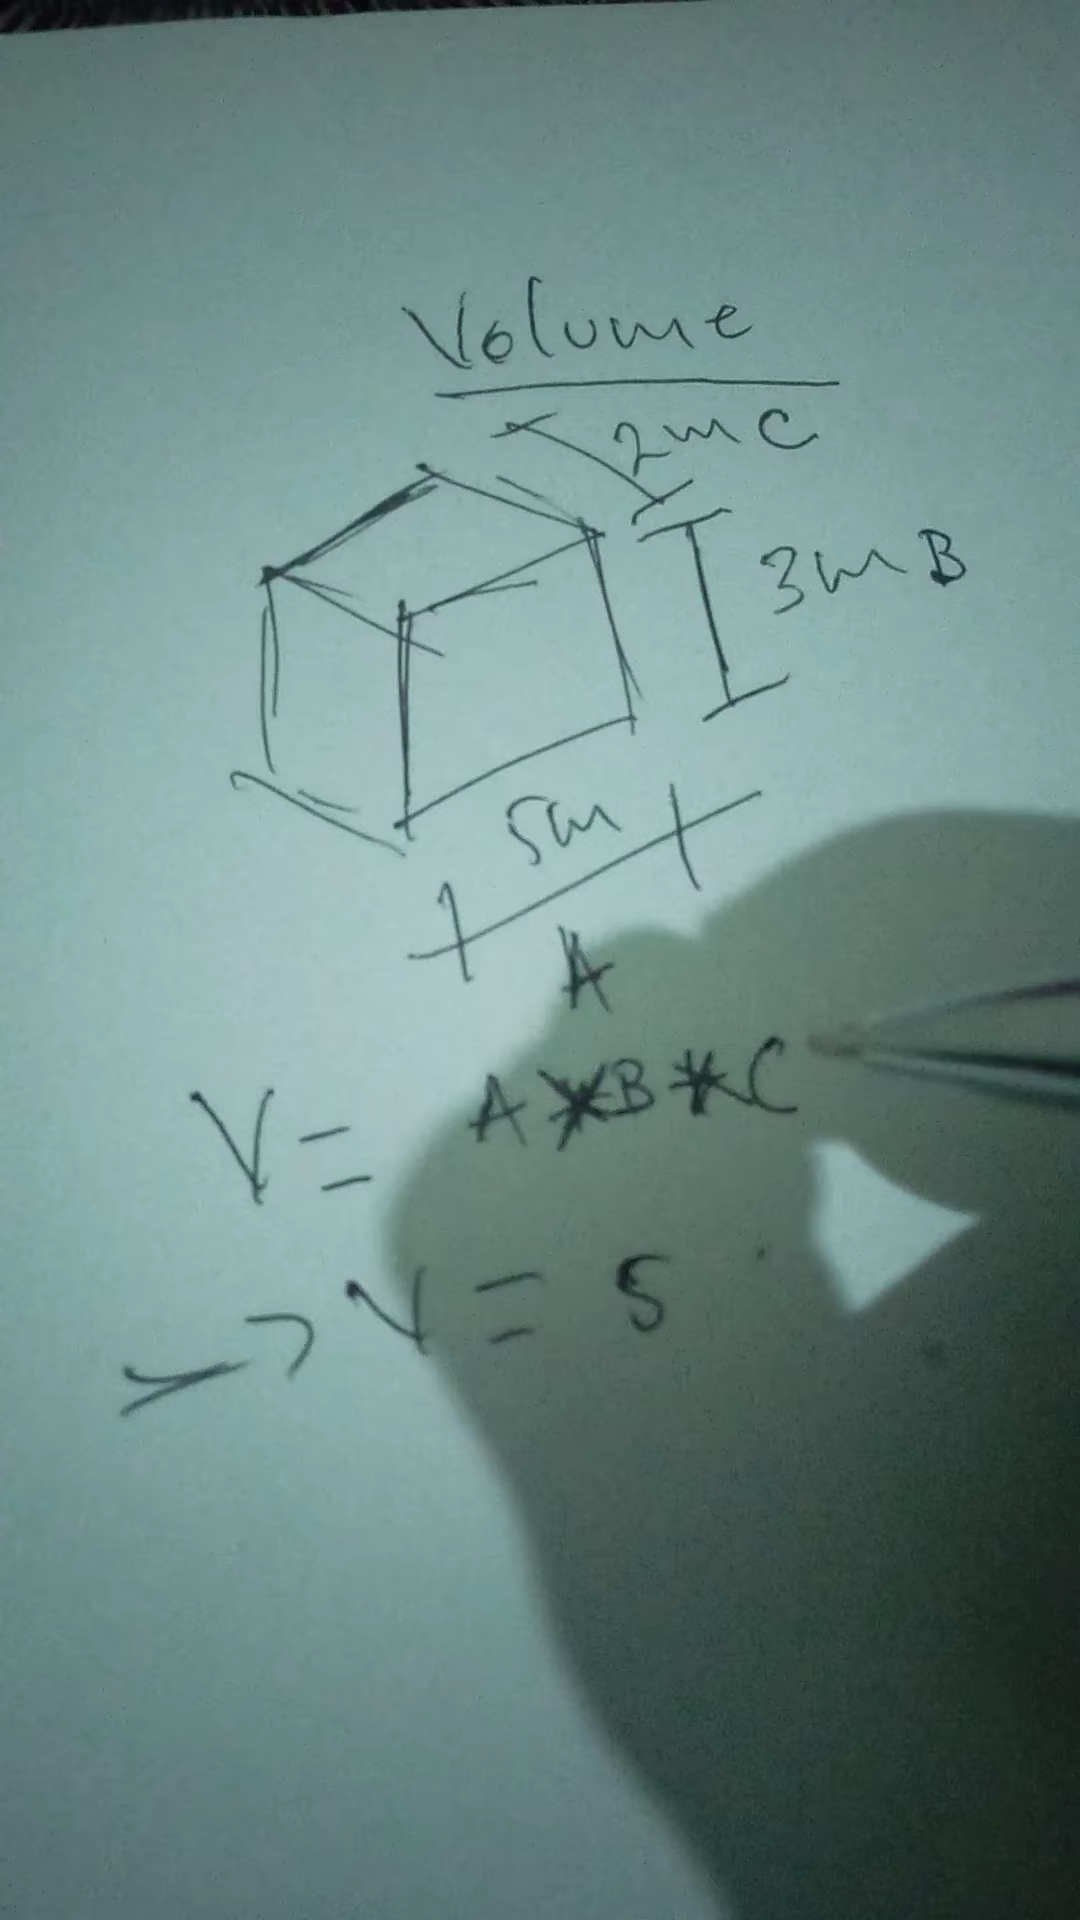 Volume
2m C
3m B
5m
A
V = A * B * C
→ V = 5